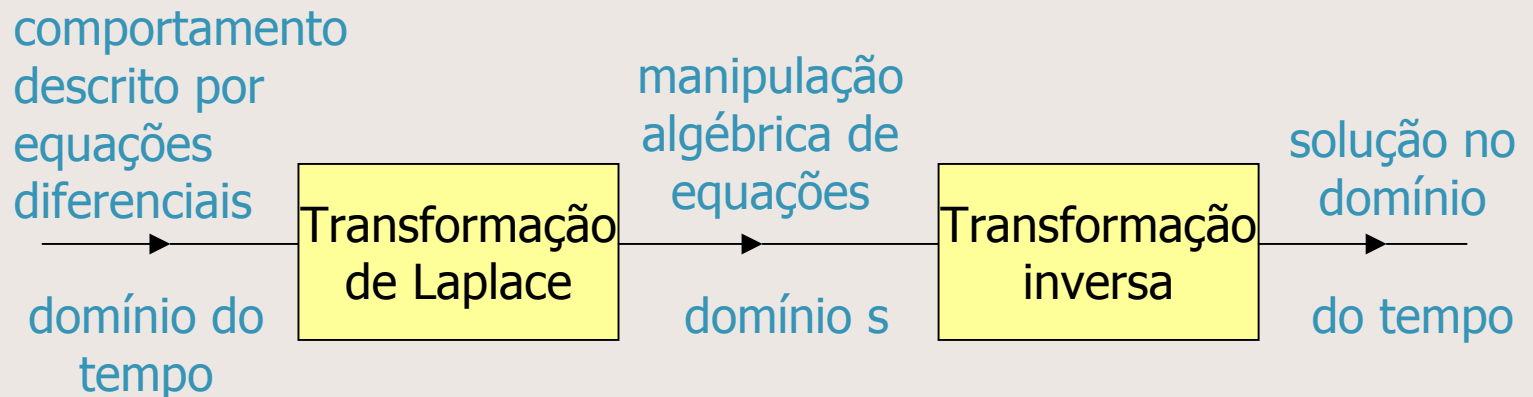 comportamento
descrito por
equações
diferenciais
domínio do
tempo
Transformação
de Laplace
manipulação
algébrica de
equações
domínio s
Transformação
inversa
solução no
domínio
do tempo